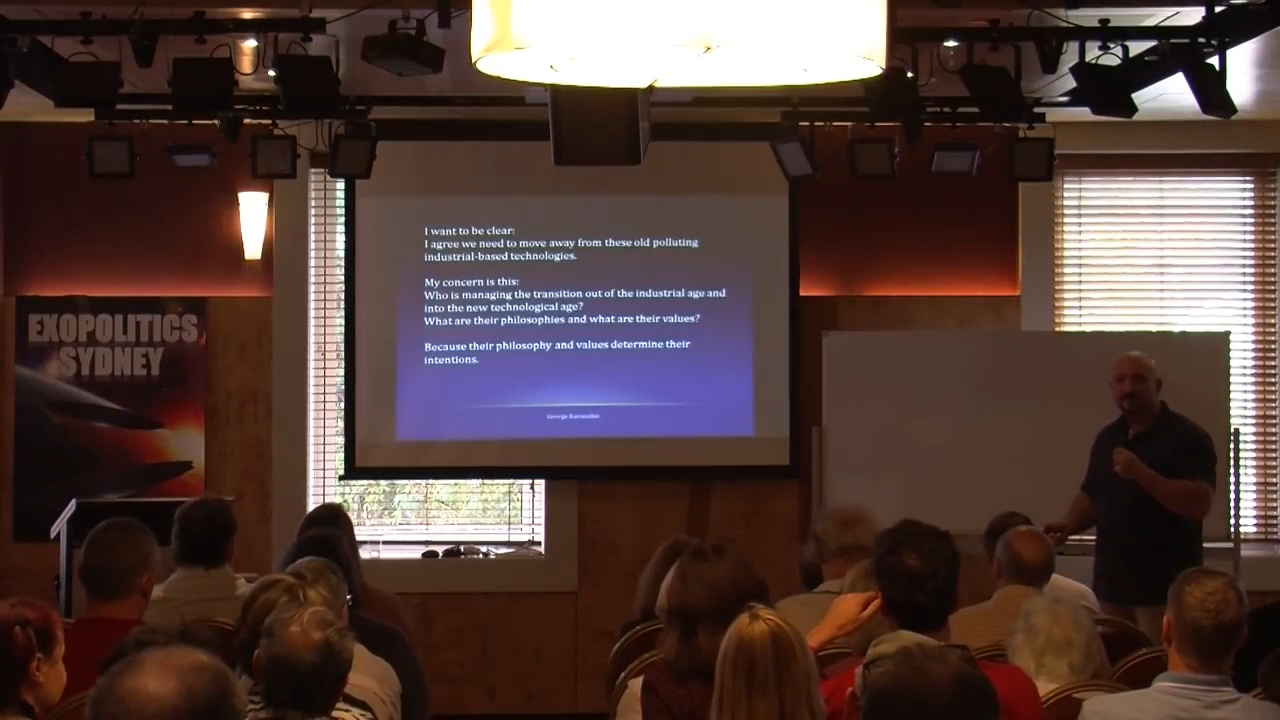 EXOPOLITICS
SYDNEY
I want to be clear:
I agree we need to move away from these old polluting
industrial-based technologies.
My concern is this:
Who is managing the transition out of the industrial age and
into the new technological age?
What are their philosophies and what are their values?
Because their philosophy and values determine their
intentions.
George